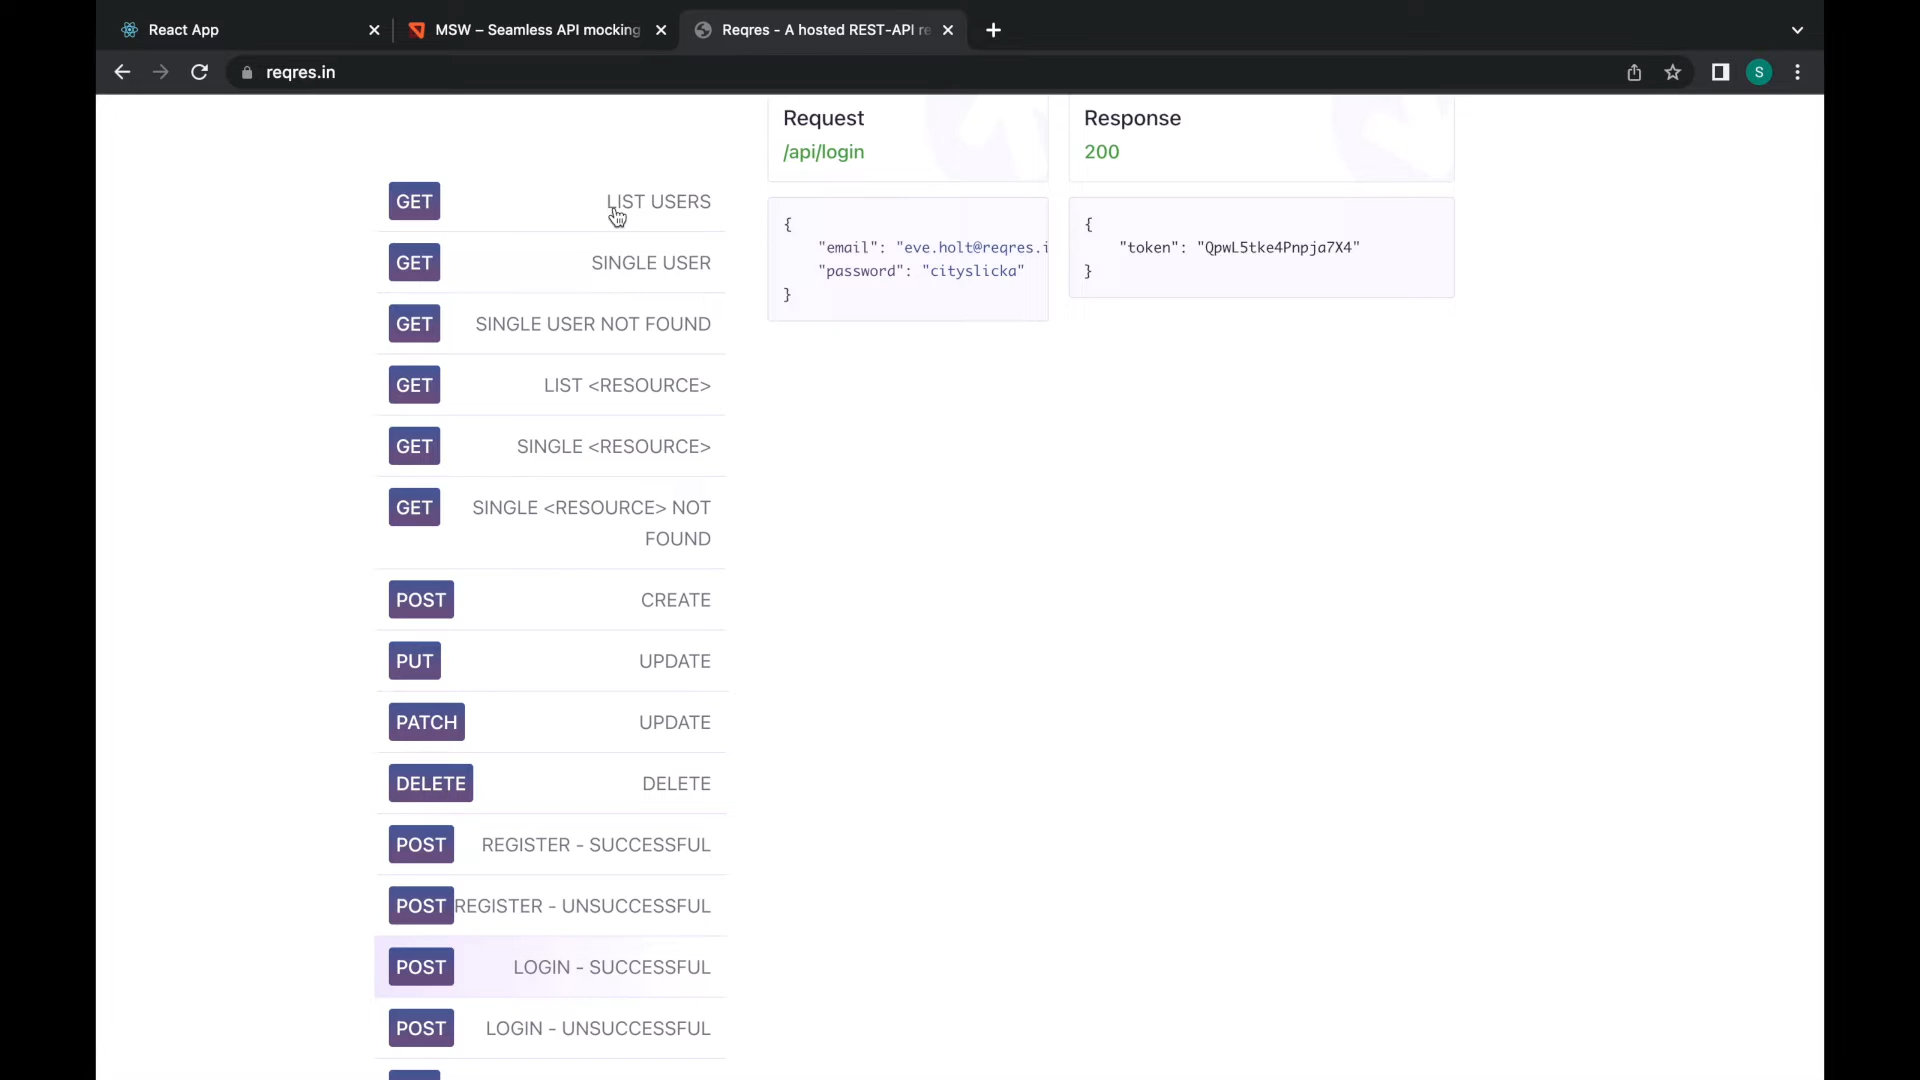 React App
MSW – Seamless API mocking
Reqres - A hosted REST-API re
reqres.in
S
Request
/api/login
Response
200
GET LIST USERS
GET SINGLE USER
GET SINGLE USER NOT FOUND
GET LIST <RESOURCE>
GET SINGLE <RESOURCE>
GET SINGLE <RESOURCE> NOT
FOUND
POST CREATE
PUT UPDATE
PATCH UPDATE
DELETE DELETE
POST REGISTER - SUCCESSFUL
POST REGISTER - UNSUCCESSFUL
POST LOGIN - SUCCESSFUL
POST LOGIN - UNSUCCESSFUL
{
"email": "eve.holt@reqres.i
"password": "cityslicka"
}
{
"token": "QpwL5tke4Pnpja7X4"
}